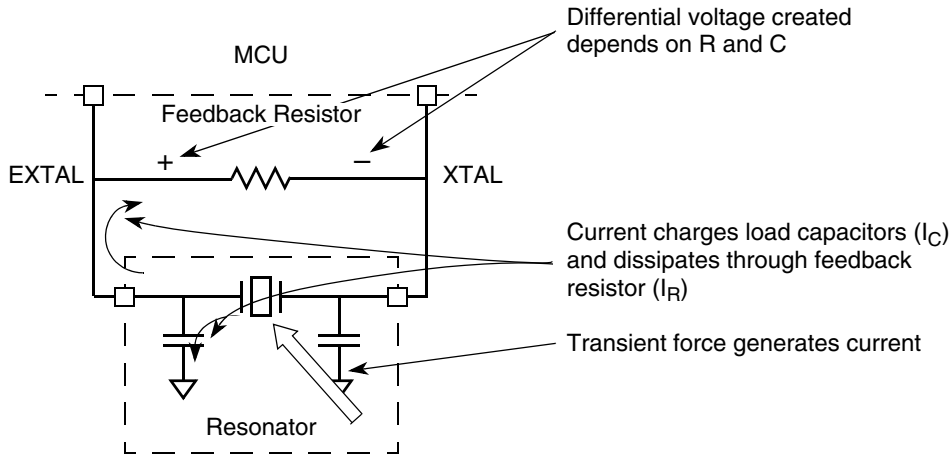 Differential voltage created
depends on R and C
MCU
Feedback Resistor
+
−
EXTAL
XTAL
Current charges load capacitors (I_C)
and dissipates through feedback
resistor (I_R)
Transient force generates current
Resonator